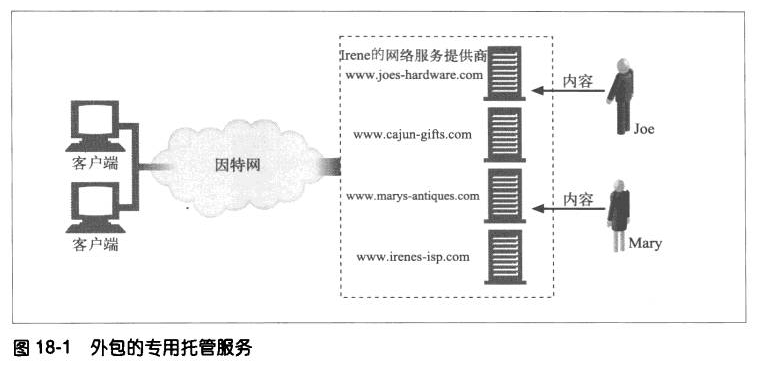 Irene的网络服务提供商
www.joes-hardware.com
内容
Joe
www.cajun-gifts.com
客户端
因特网
www.marys-antiques.com
内容
Mary
客户端
www.irenes-isp.com
图 18-1 外包的专用托管服务